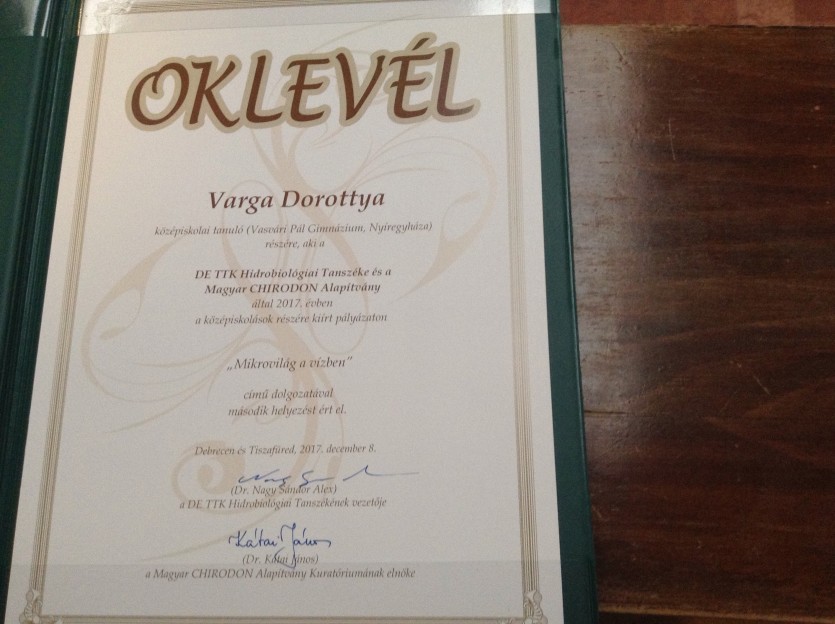 OKLEVÉL
Varga Dorottya
középiskolai tanuló (Vasvári Pál Gimnázium, Nyíregyháza)
részére, aki a
DE TTK Hidrobiológiai Tanszéke és a
Magyar CHIRODON Alapítvány
által 2017. évben
a középiskolások részére kiírt pályázaton
„Mikrovilág a vízben”
című dolgozatával
második helyezést ért el.
Debrecen és Tiszafüred, 2017. december 8.
(Dr. Nagy Sándor Alex)
a DE TTK Hidrobiológiai Tanszékének vezetője
Kátai János
(Dr. Kátai János)
a Magyar CHIRODON Alapítvány Kuratóriumának elnöke